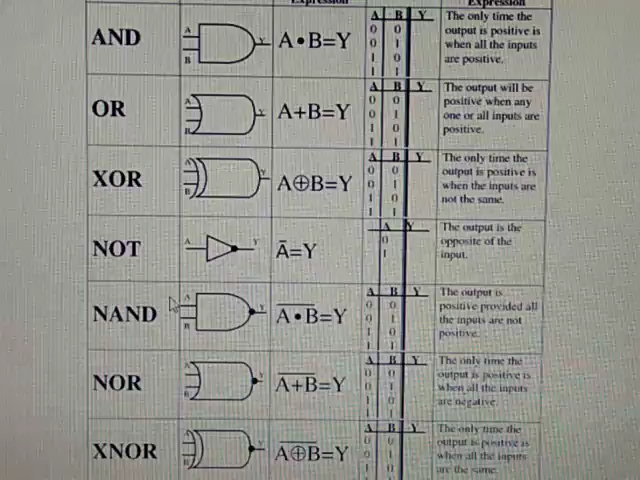 Expression
Expression
AND
A
B
Y
A•B=Y
A B Y
0 0
0 1
1 0
1 1
The only time the
output is positive is
when all the inputs
are positive.
OR
A
B
Y
A+B=Y
A B Y
0 0
0 1
1 0
1 1
The output will be
positive when any
one or all inputs are
positive.
XOR
A
B
Y
A⊕B=Y
A B Y
0 0
0 1
1 0
1 1
The only time the
output is positive is
when the inputs are
not the same.
NOT
A
Y
A̅=Y
A Y
0
1
The output is the
opposite of the
input.
NAND
A
B
Y
A̅•̅B̅=Y
A B Y
0 0
0 1
1 0
1 1
The output is
positive provided all
the inputs are not
positive.
NOR
A
B
Y
A̅+̅B̅=Y
A B Y
0 0
0 1
1 0
1 1
The only time the
output is positive is
when all the inputs
are negative.
XNOR
A
B
Y
A̅⊕̅B̅=Y
A B Y
0 0
0 1
1 0
The only time the
output is positive is
when all the inputs
are the same.